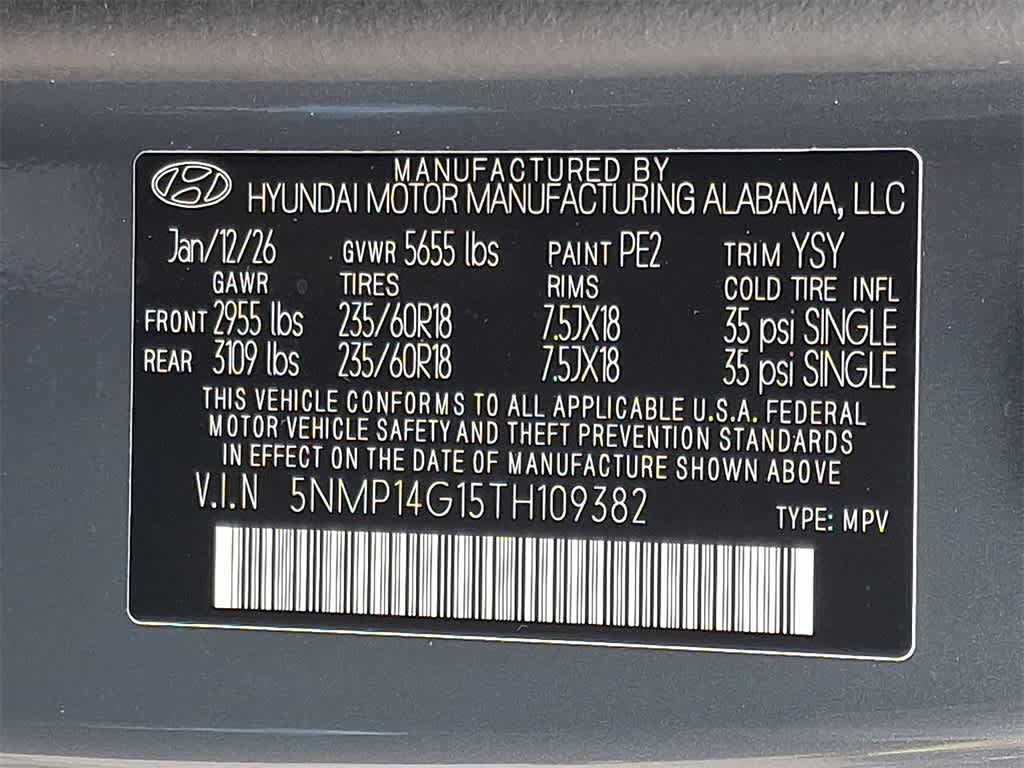 MANUFACTURED BY
HYUNDAI MOTOR MANUFACTURING ALABAMA, LLC
Jan/12/26 GVWR 5655 lbs PAINT PE2 TRIM YSY
GAWR TIRES RIMS COLD TIRE INFL
FRONT 2955 lbs 235/60R18 7.5JX18 35 psi SINGLE
REAR 3109 lbs 235/60R18 7.5JX18 35 psi SINGLE
THIS VEHICLE CONFORMS TO ALL APPLICABLE U.S.A. FEDERAL
MOTOR VEHICLE SAFETY AND THEFT PREVENTION STANDARDS
IN EFFECT ON THE DATE OF MANUFACTURE SHOWN ABOVE
V.I.N 5NMP14G15TH109382
TYPE: MPV